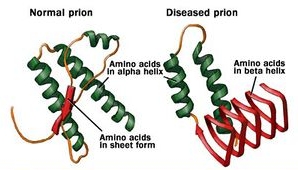 Normal prion
Diseased prion
Amino acids
in alpha helix
Amino acids
in beta helix
Amino acids
in sheet form